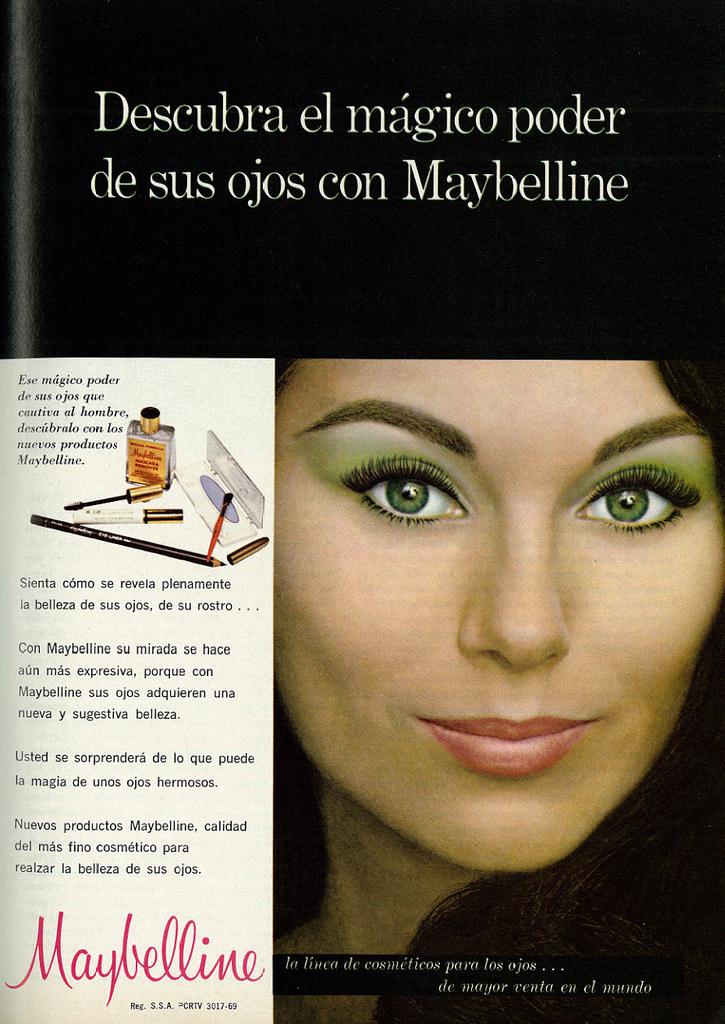 Descubra el mágico poder
de sus ojos con Maybelline
Ese mágico poder
de sus ojos que
cautiva al hombre,
descúbralo con los
nuevos productos
Maybelline.
Maybelline
MASCARA
REMOVER
EYE LINER
Sienta cómo se revela plenamente
la belleza de sus ojos, de su rostro . . .
Con Maybelline su mirada se hace
aún más expresiva, porque con
Maybelline sus ojos adquieren una
nueva y sugestiva belleza.
Usted se sorprenderá de lo que puede
la magia de unos ojos hermosos.
Nuevos productos Maybelline, calidad
del más fino cosmético para
realzar la belleza de sus ojos.
Maybelline
Reg. S.S.A. PCRTV 3017-69
la línea de cosméticos para los ojos . . .
de mayor venta en el mundo